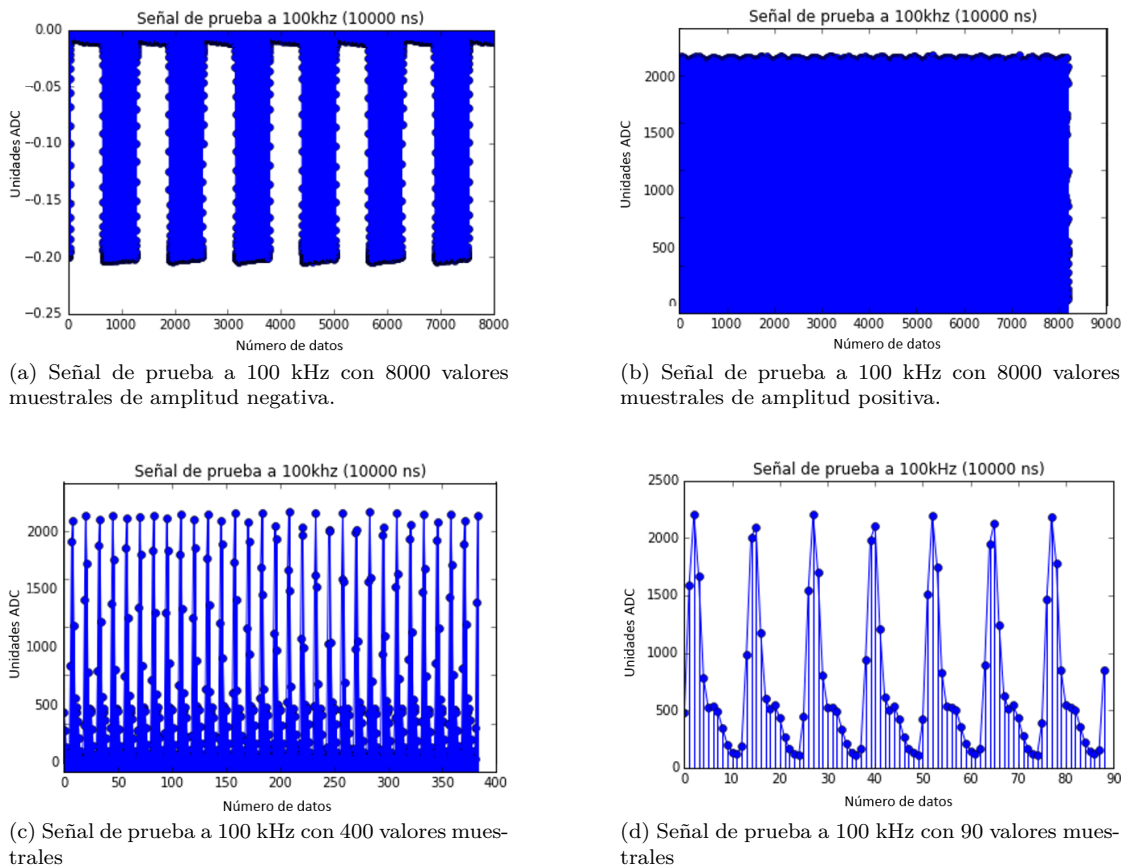 Señal de prueba a 100khz (10000 ns)
0.00
−0.05
−0.10
−0.15
−0.20
−0.25
Unidades ADC
0 1000 2000 3000 4000 5000 6000 7000 8000
Número de datos
(a) Señal de prueba a 100 kHz con 8000 valores
muestrales de amplitud negativa.
Señal de prueba a 100khz (10000 ns)
2000
1500
1000
500
0
Unidades ADC
0 1000 2000 3000 4000 5000 6000 7000 8000 9000
Número de datos
(b) Señal de prueba a 100 kHz con 8000 valores
muestrales de amplitud positiva.
Señal de prueba a 100khz (10000 ns)
2000
1500
1000
500
0
Unidades ADC
0 50 100 150 200 250 300 350 400
Número de datos
(c) Señal de prueba a 100 kHz con 400 valores mues-
trales
Señal de prueba a 100kHz (10000 ns)
2500
2000
1500
1000
500
0
Unidades ADC
0 10 20 30 40 50 60 70 80 90
Número de datos
(d) Señal de prueba a 100 kHz con 90 valores mues-
trales